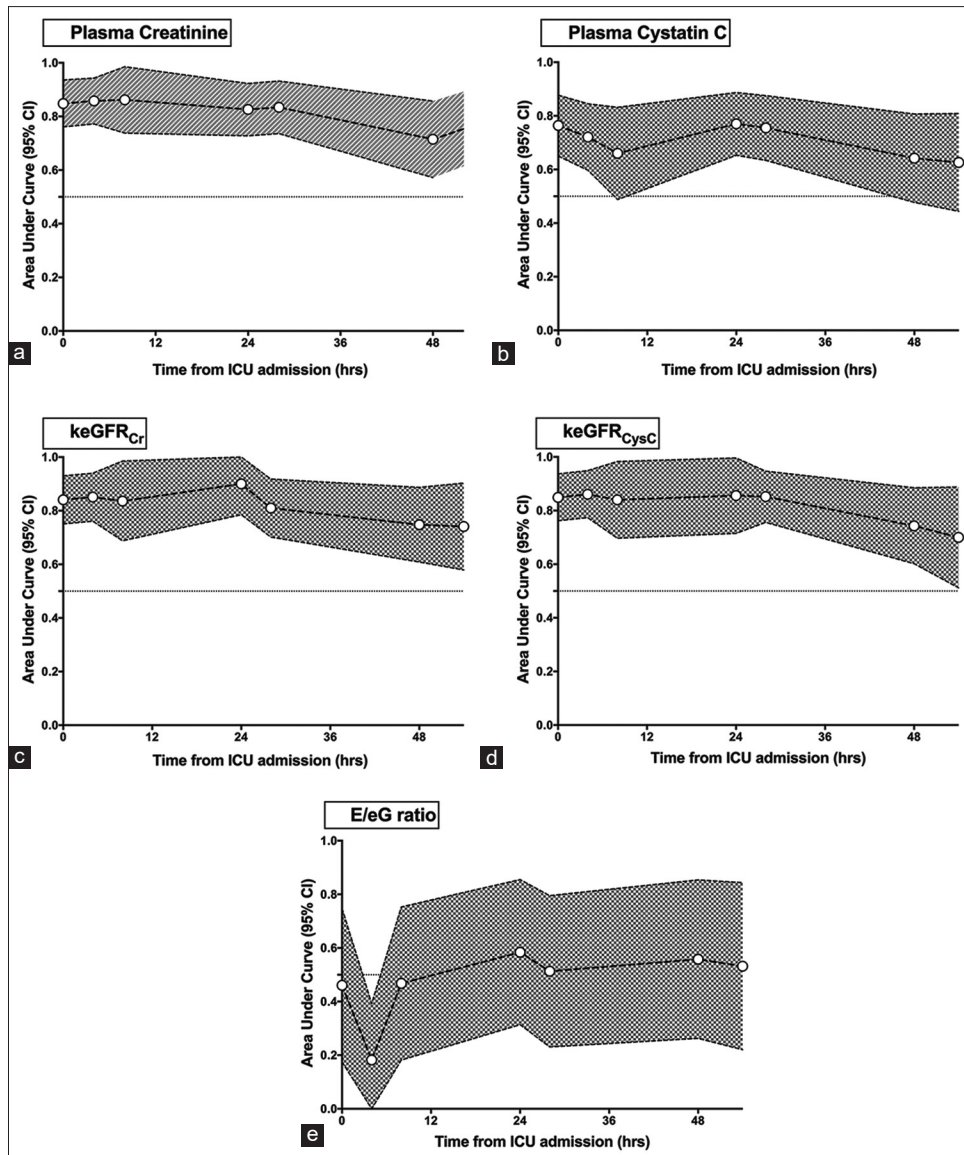 Plasma Creatinine
Area Under Curve (95% CI)
1.0
0.8
0.6
0.4
0.2
0.0
0 12 24 36 48
Time from ICU admission (hrs)
a
Plasma Cystatin C
Area Under Curve (95% CI)
1.0
0.8
0.6
0.4
0.2
0.0
0 12 24 36 48
Time from ICU admission (hrs)
b
keGFRCr
Area Under Curve (95% CI)
1.0
0.8
0.6
0.4
0.2
0.0
0 12 24 36 48
Time from ICU admission (hrs)
c
keGFRCysC
Area Under Curve (95% CI)
1.0
0.8
0.6
0.4
0.2
0.0
0 12 24 36 48
Time from ICU admission (hrs)
d
E/eG ratio
Area Under Curve (95% CI)
1.0
0.8
0.6
0.4
0.2
0.0
0 12 24 36 48
Time from ICU admission (hrs)
e